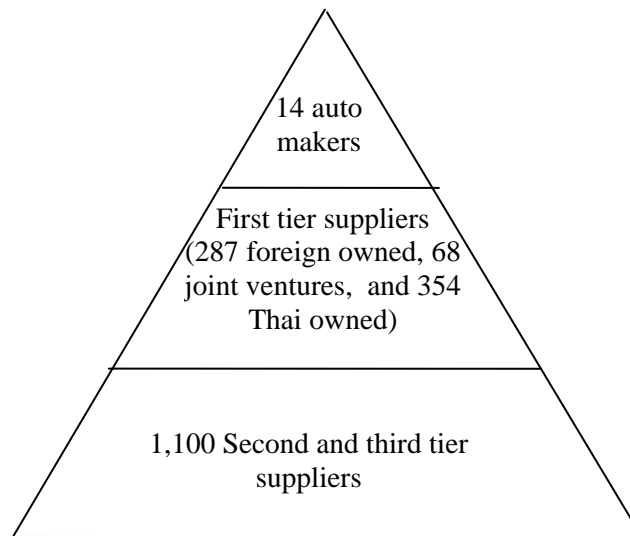 14 auto
makers
First tier suppliers
(287 foreign owned, 68
joint ventures,  and 354
Thai owned)
1,100 Second and third tier
suppliers